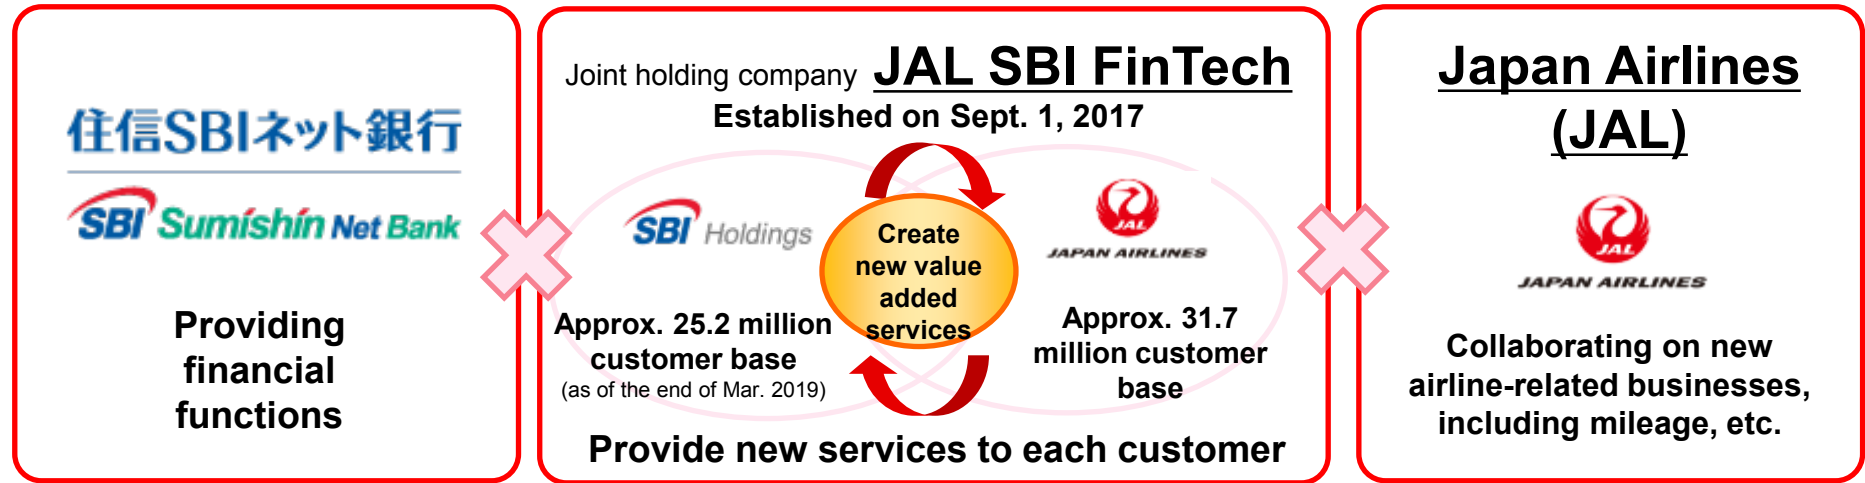 住信SBIネット銀行
SBI Sumishin Net Bank
Providing
financial
functions
Joint holding company JAL SBI FinTech
Established on Sept. 1, 2017
SBI Holdings
Approx. 25.2 million
customer base
(as of the end of Mar. 2019)
Create
new value
added
services
JAL
JAPAN AIRLINES
Approx. 31.7
million customer
base
Provide new services to each customer
Japan Airlines
(JAL)
JAL
JAPAN AIRLINES
Collaborating on new
airline-related businesses,
including mileage, etc.